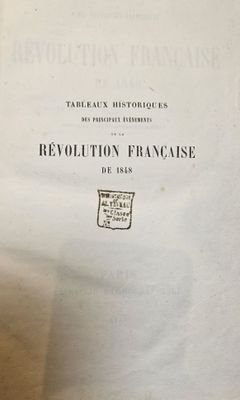 TABLEAUX HISTORIQUES
DES PRINCIPAUX ÉVÉNEMENTS
DE LA
RÉVOLUTION FRANÇAISE
DE 1848